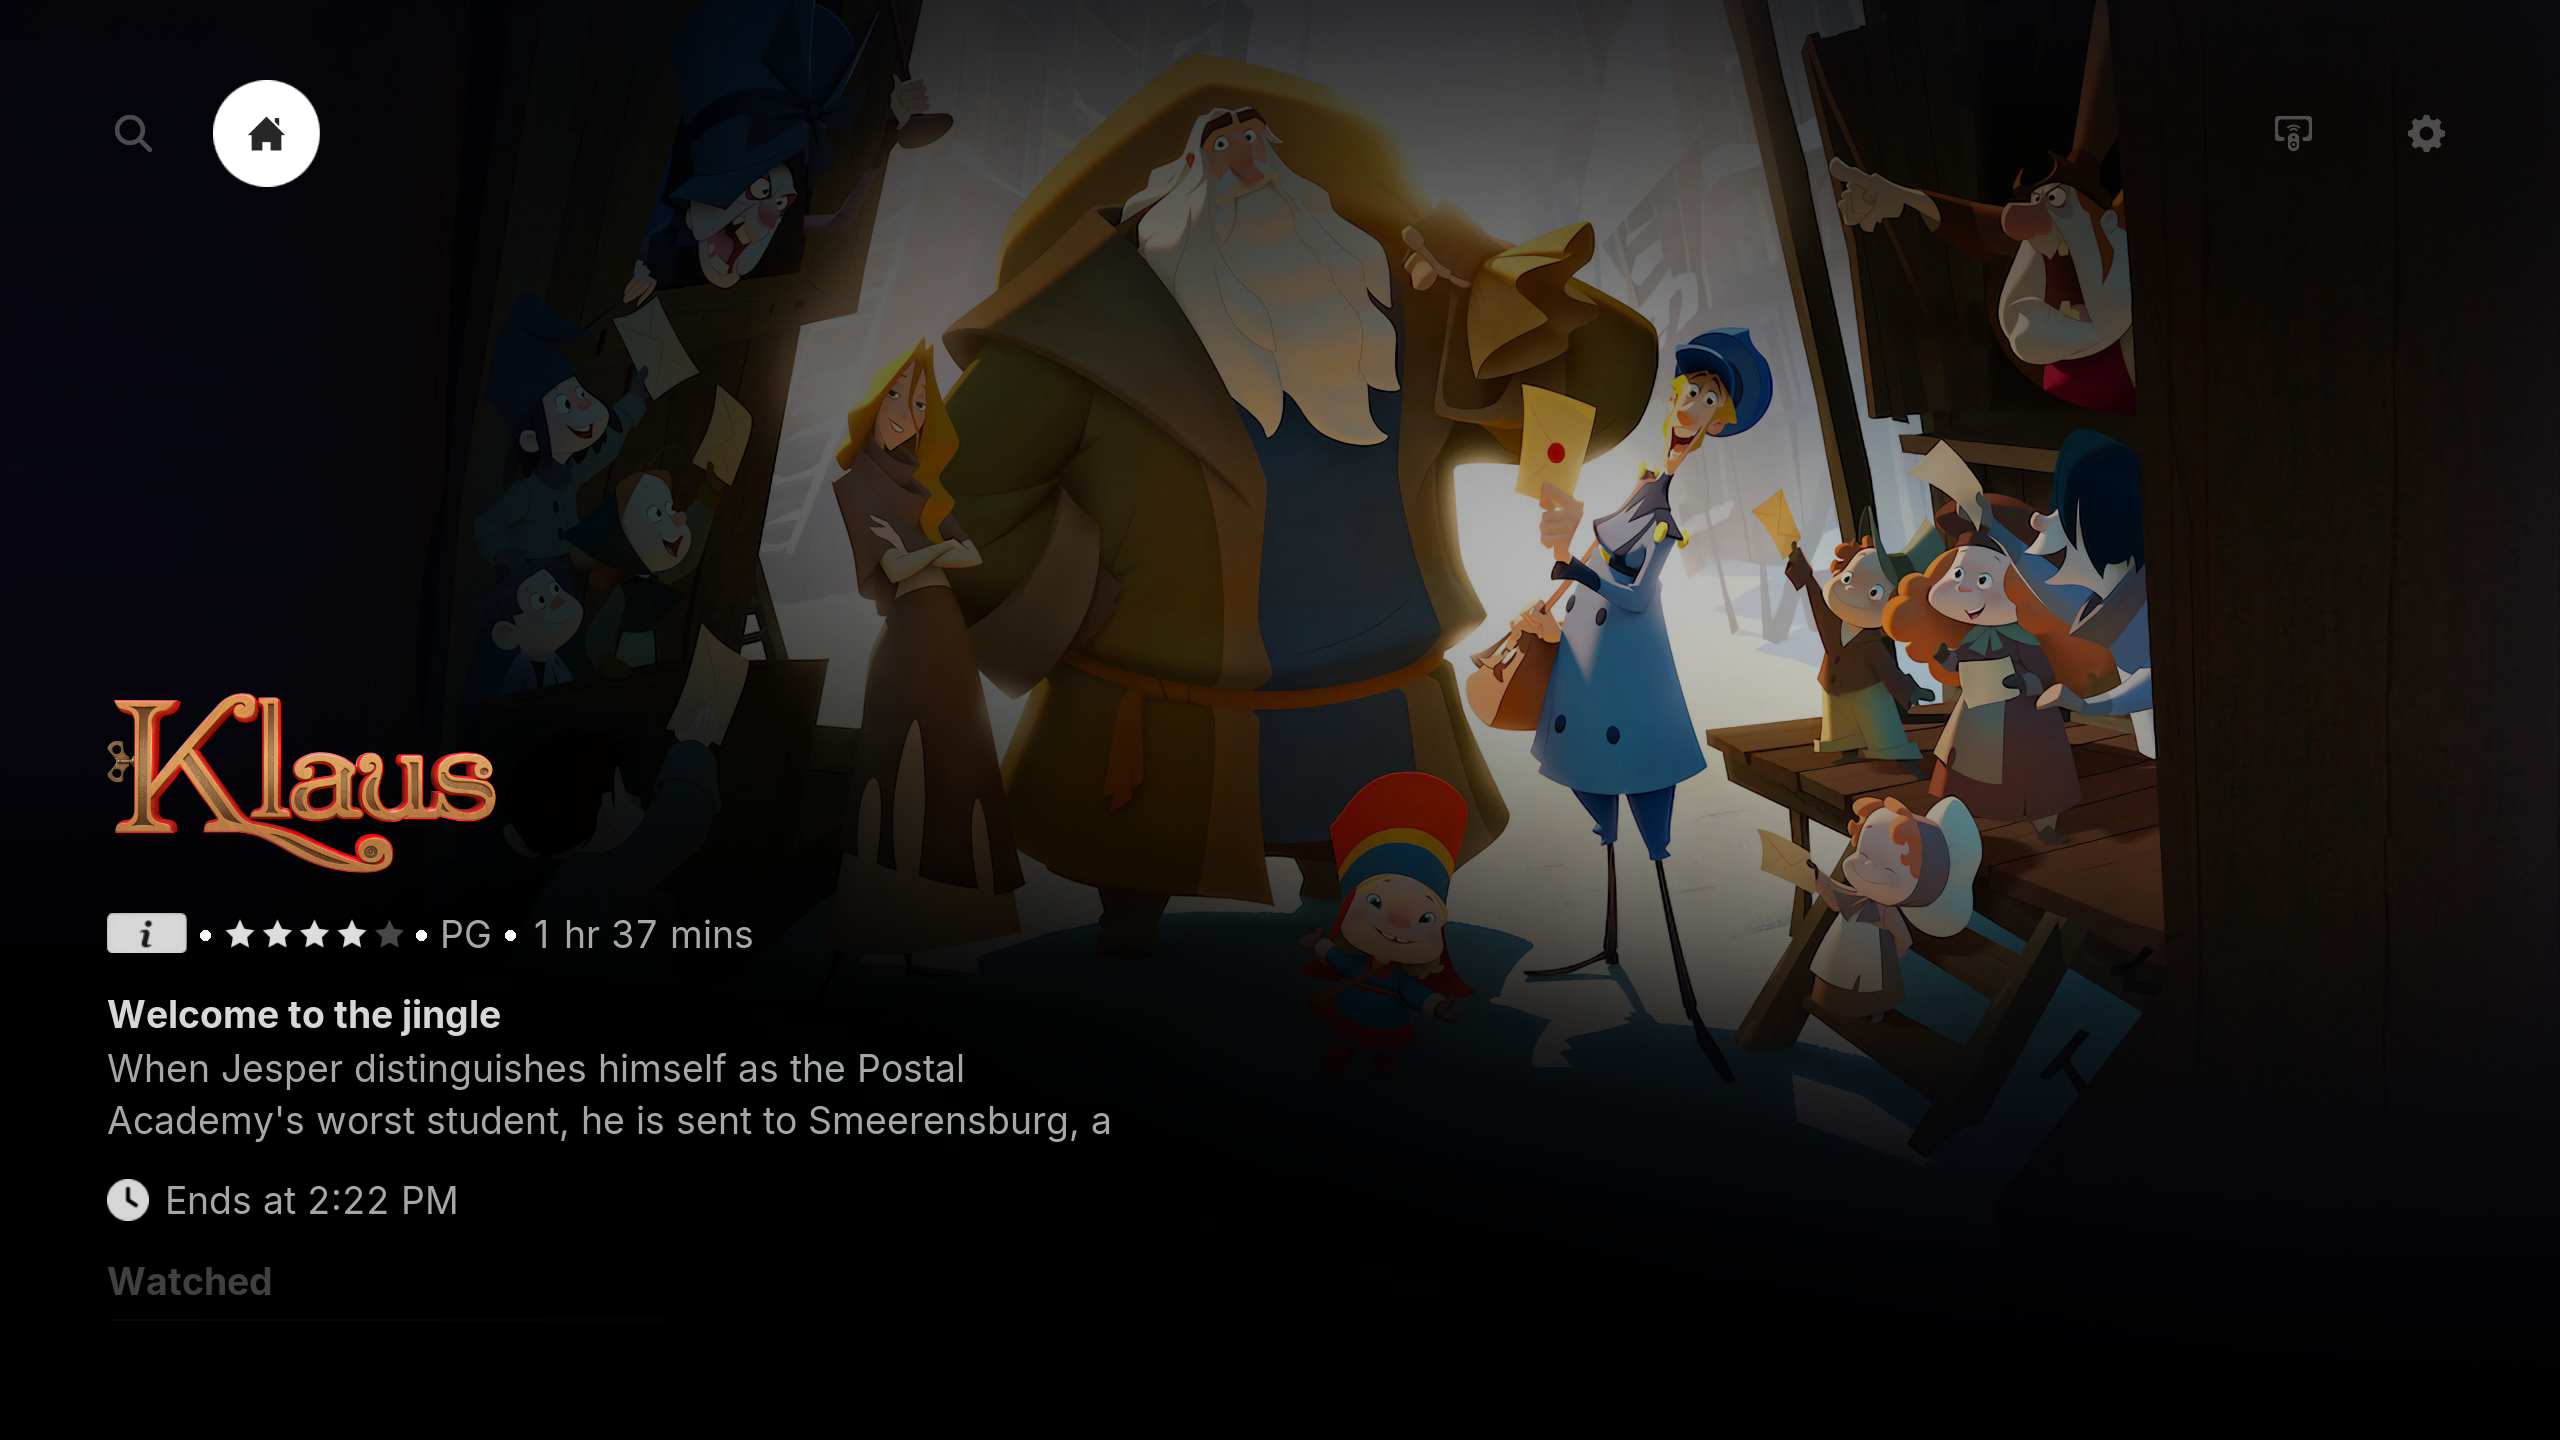 Klaus
i • ★★★★★ • PG • 1 hr 37 mins
Welcome to the jingle
When Jesper distinguishes himself as the Postal
Academy's worst student, he is sent to Smeerensburg, a
Ends at 2:22 PM
Watched